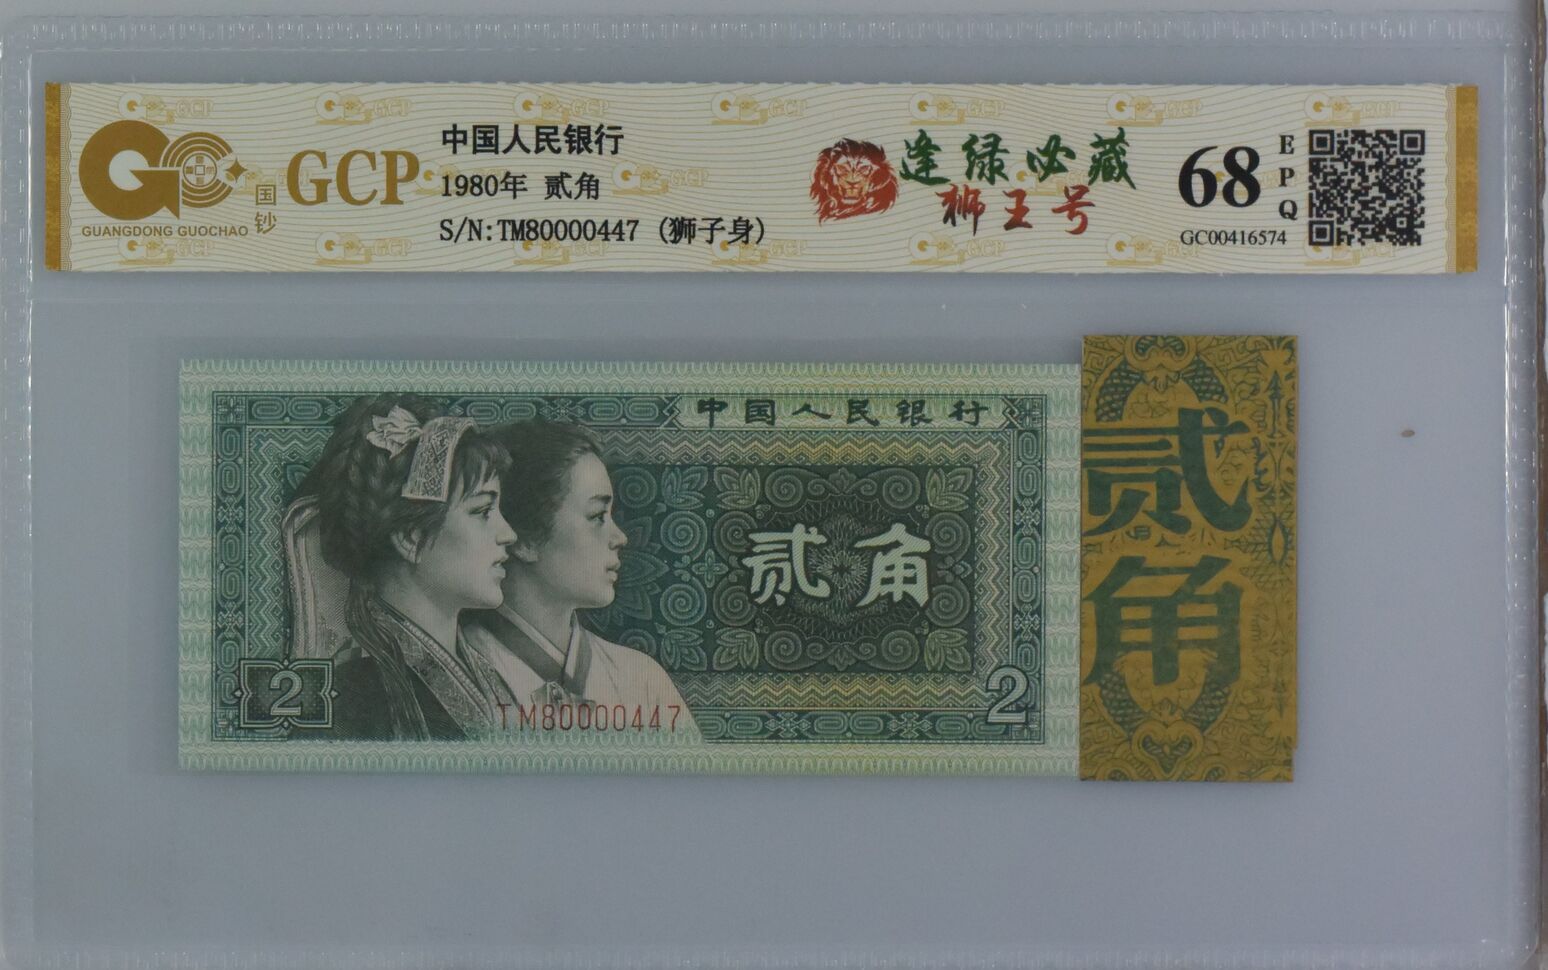 GCP
国钞
GUANGDONG GUOCHAO
中国人民银行
1980年 贰角
S/N:TM80000447 (狮子身)
逢绿必藏
狮王号
68
EPQ
GC00416574
中国人民银行
贰角
2
2
TM80000447
贰角